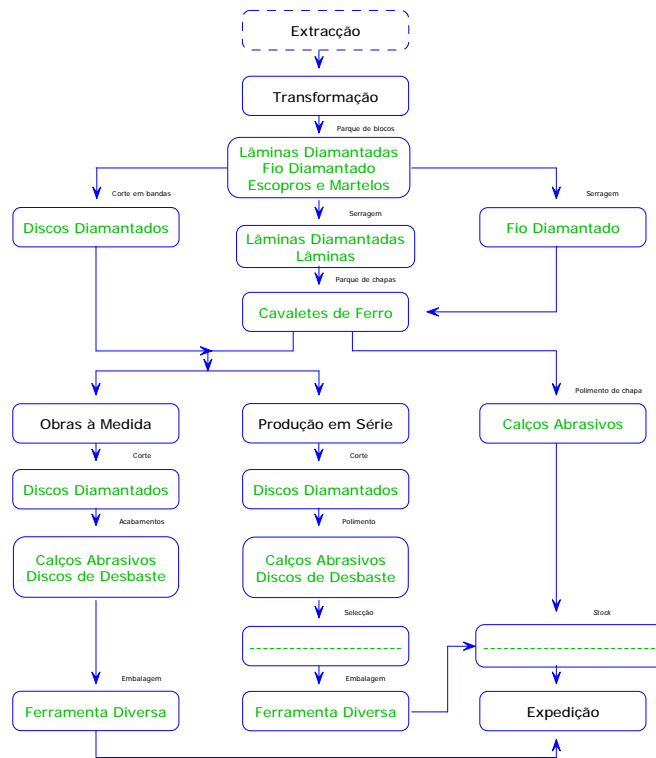 Extracção
Transformação
Parque de blocos
Lâminas Diamantadas
Fio Diamantado
Escopros e Martelos
Corte em bandas
Serragem
Serragem
Discos Diamantados
Lâminas Diamantadas
Lâminas
Fio Diamantado
Parque de chapas
Cavaletes de Ferro
Polimento de chapa
Obras à Medida
Produção em Série
Calços Abrasivos
Corte
Corte
Discos Diamantados
Discos Diamantados
Acabamentos
Polimento
Calços Abrasivos
Discos de Desbaste
Calços Abrasivos
Discos de Desbaste
Selecção
Stock
--------------------------
--------------------------
Embalagem
Embalagem
Ferramenta Diversa
Ferramenta Diversa
Expedição